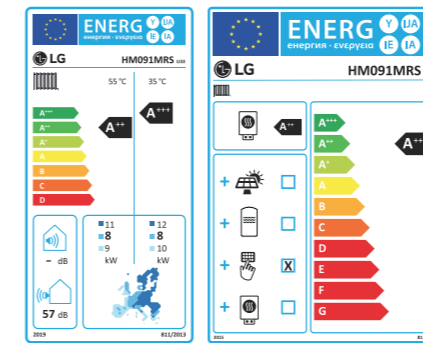 ENERG Y IJA
енергия · ενεργεια IE IA
LG
HM091MRS U33
55 °C 35 °C
A+++
A++
A+
A
B
C
D
A++
A+++
– dB
57 dB
11 12
8 8
9 10
kW kW
2019 811/2013
ENERG Y IJA
енергия · ενεργεια IE IA
LG
HM091MRS
A++
+
+
+ X
+
A+++
A++
A+
A
B
C
D
E
F
G
2015